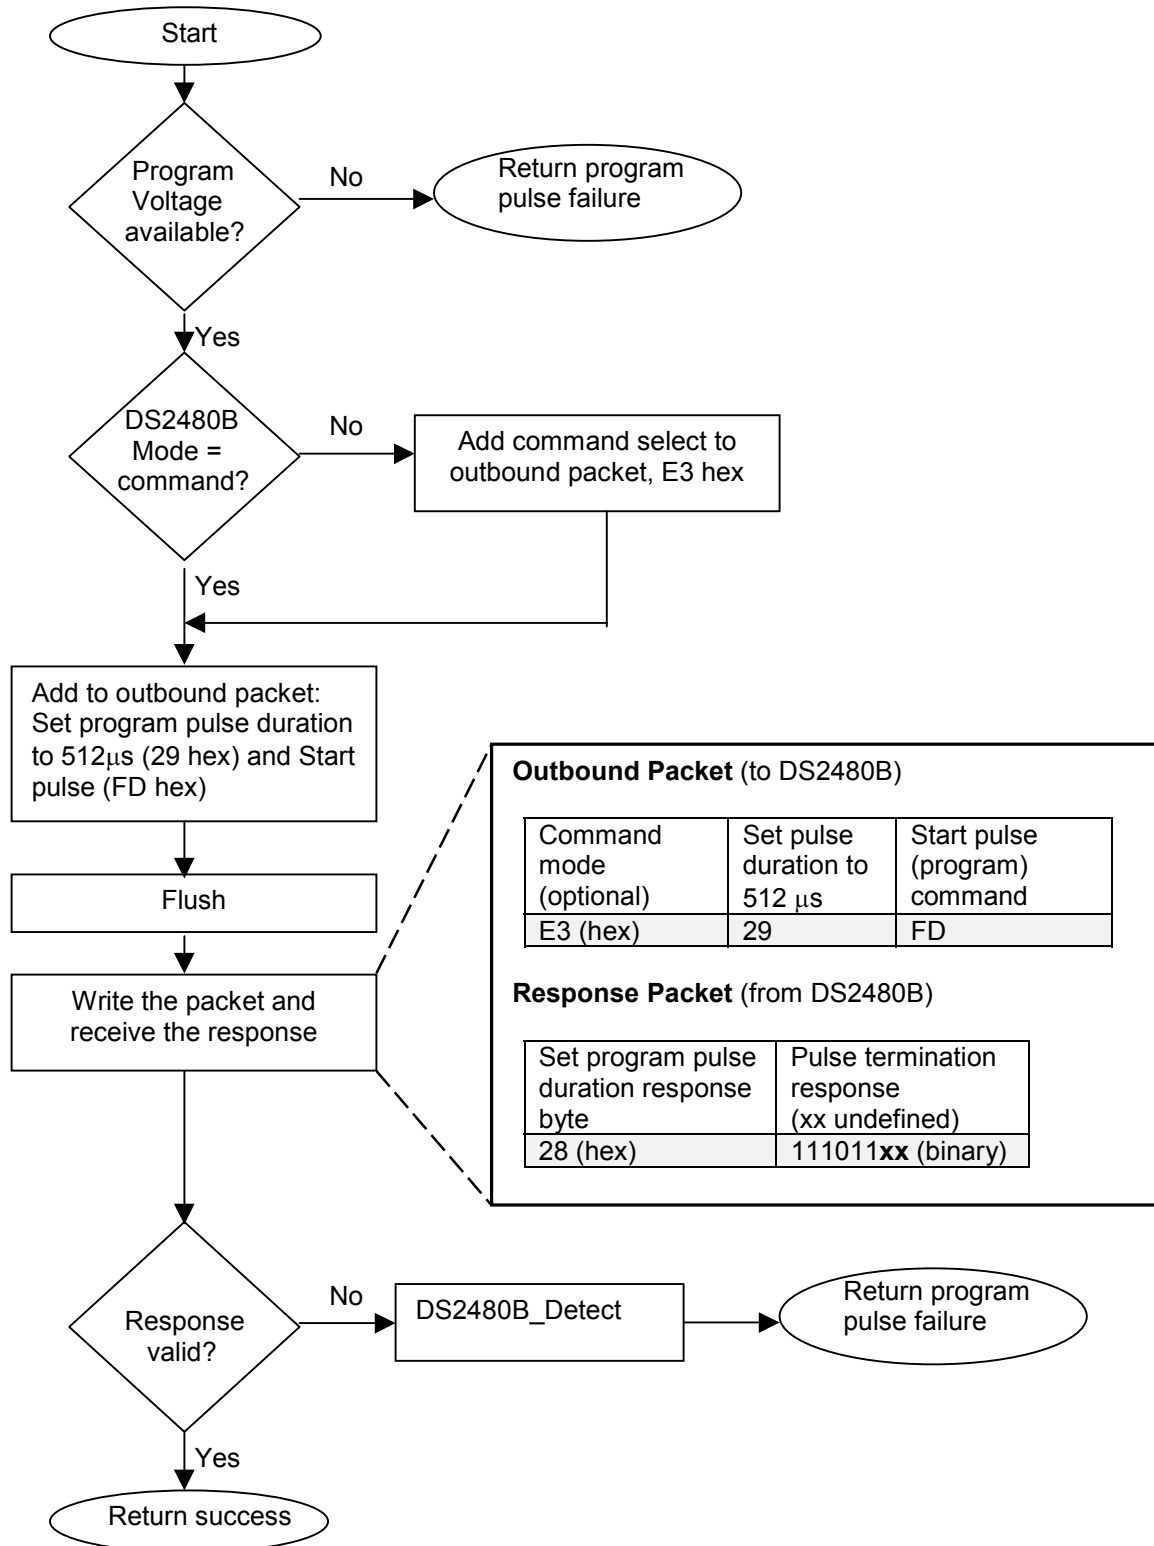 Start
Program
Voltage
available?
No
Return program
pulse failure
Yes
DS2480B
Mode =
command?
No
Add command select to
outbound packet, E3 hex
Yes
Add to outbound packet:
Set program pulse duration
to 512μs (29 hex) and Start
pulse (FD hex)
Flush
Write the packet and
receive the response
Outbound Packet (to DS2480B)
Command
mode
(optional)
Set pulse
duration to
512 μs
Start pulse
(program)
command
E3 (hex)
29
FD
Response Packet (from DS2480B)
Set program pulse
duration response
byte
Pulse termination
response
(xx undefined)
28 (hex)
111011xx (binary)
Response
valid?
No
DS2480B_Detect
Return program
pulse failure
Yes
Return success